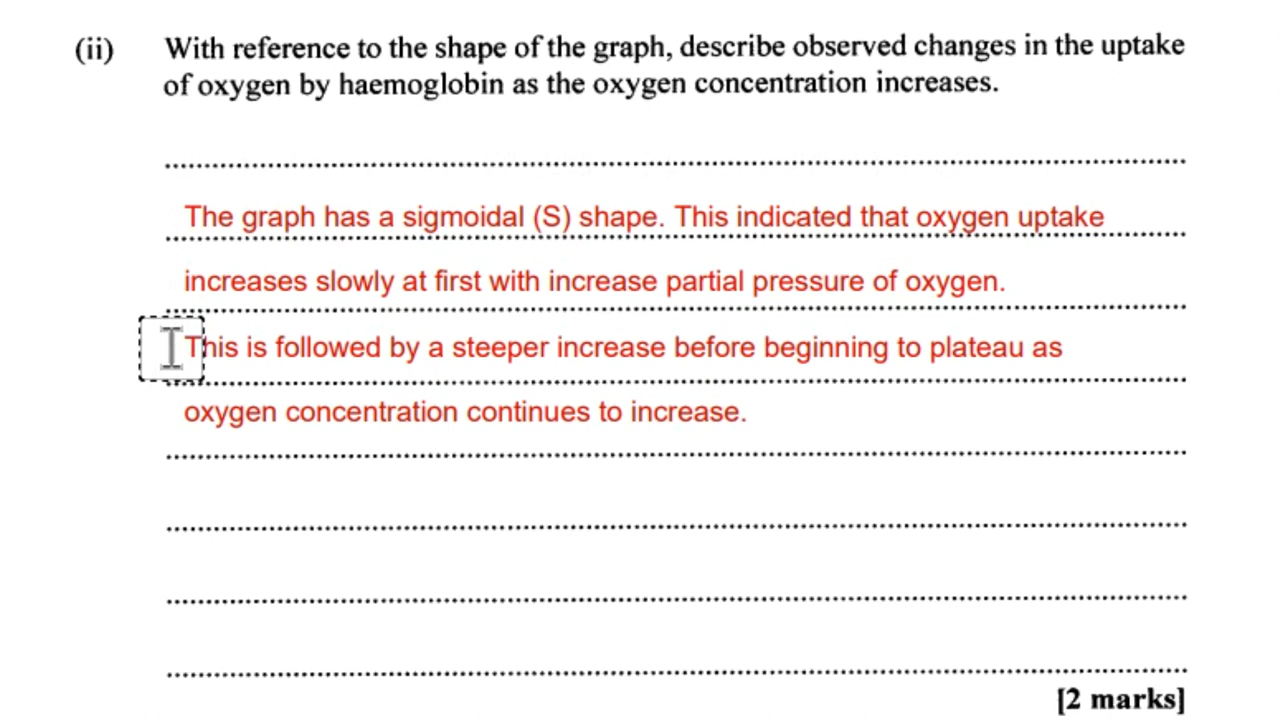 (ii) With reference to the shape of the graph, describe observed changes in the uptake
of oxygen by haemoglobin as the oxygen concentration increases.
The graph has a sigmoidal (S) shape. This indicated that oxygen uptake
increases slowly at first with increase partial pressure of oxygen.
This is followed by a steeper increase before beginning to plateau as
oxygen concentration continues to increase.
[2 marks]